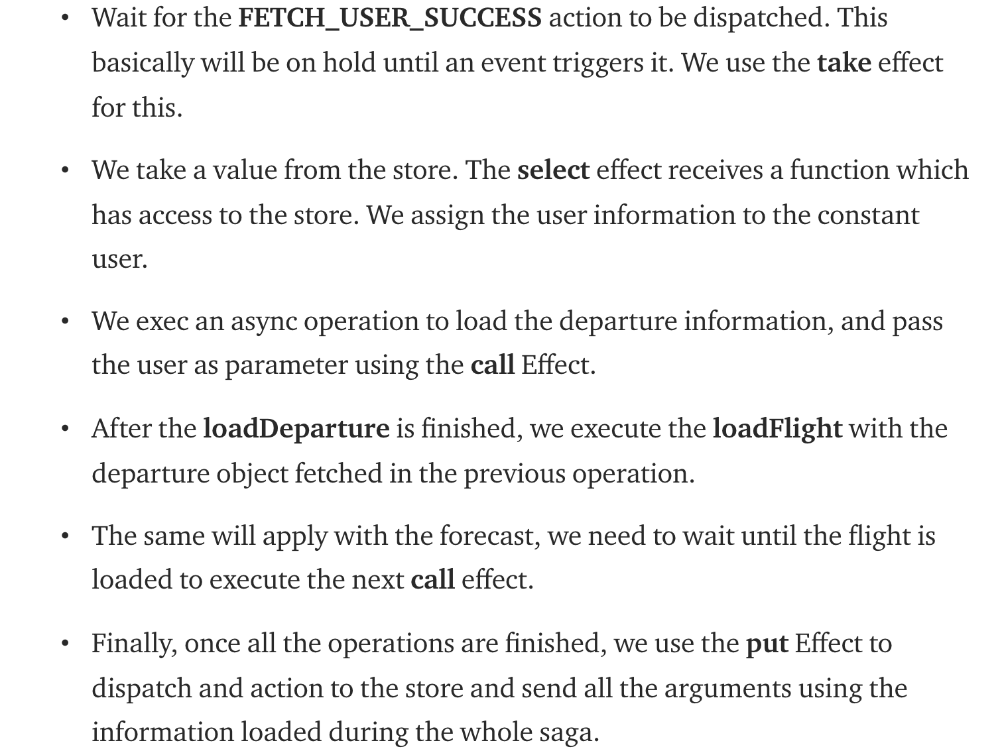 • Wait for the FETCH_USER_SUCCESS action to be dispatched. This
basically will be on hold until an event triggers it. We use the take effect
for this.
• We take a value from the store. The select effect receives a function which
has access to the store. We assign the user information to the constant
user.
• We exec an async operation to load the departure information, and pass
the user as parameter using the call Effect.
• After the loadDeparture is finished, we execute the loadFlight with the
departure object fetched in the previous operation.
• The same will apply with the forecast, we need to wait until the flight is
loaded to execute the next call effect.
• Finally, once all the operations are finished, we use the put Effect to
dispatch and action to the store and send all the arguments using the
information loaded during the whole saga.